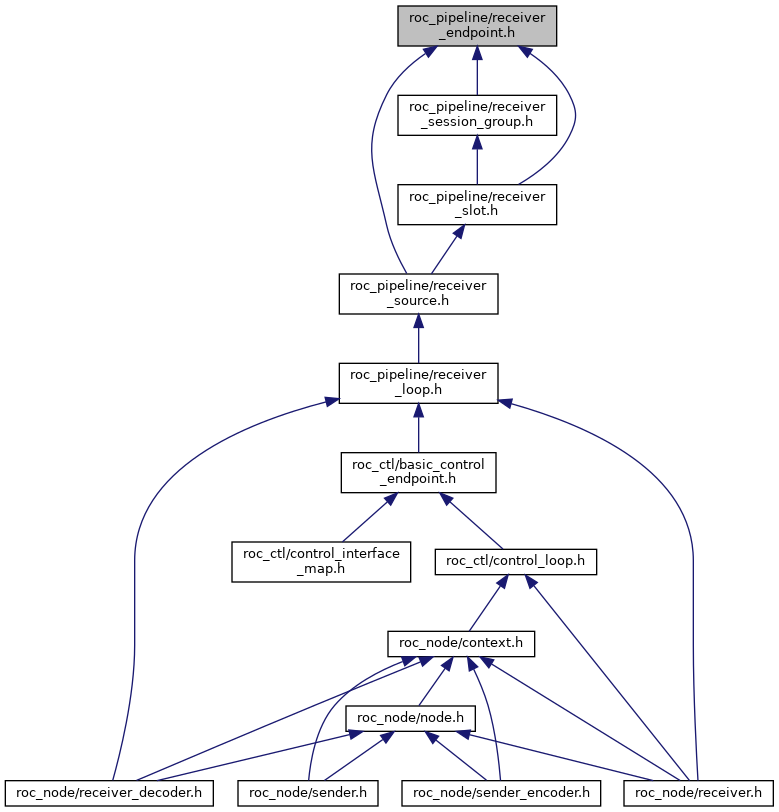 roc_pipeline/receiver
_endpoint.h
roc_pipeline/receiver
_session_group.h
roc_pipeline/receiver
_slot.h
roc_pipeline/receiver
_source.h
roc_pipeline/receiver
_loop.h
roc_ctl/basic_control
_endpoint.h
roc_ctl/control_interface
_map.h
roc_ctl/control_loop.h
roc_node/context.h
roc_node/node.h
roc_node/receiver_decoder.h
roc_node/sender.h
roc_node/sender_encoder.h
roc_node/receiver.h